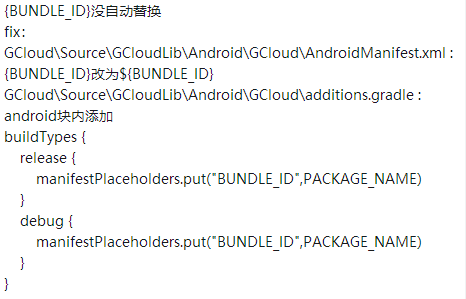 {BUNDLE_ID}没自动替换
fix:
GCloud\Source\GCloudLib\Android\GCloud\AndroidManifest.xml :
{BUNDLE_ID}改为${BUNDLE_ID}
GCloud\Source\GCloudLib\Android\GCloud\additions.gradle :
android块内添加
buildTypes {
    release {
        manifestPlaceholders.put("BUNDLE_ID",PACKAGE_NAME)
    }
    debug {
        manifestPlaceholders.put("BUNDLE_ID",PACKAGE_NAME)
    }
}